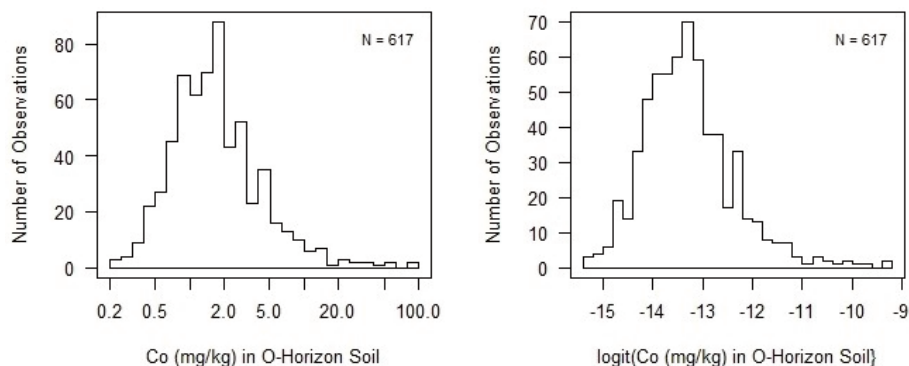 N = 617
Number of Observations
80
60
40
20
0
0.2 0.5 2.0 5.0 20.0 100.0
Co (mg/kg) in O-Horizon Soil
N = 617
Number of Observations
70
60
50
40
30
20
10
0
-15 -14 -13 -12 -11 -10 -9
logit(Co (mg/kg) in O-Horizon Soil}